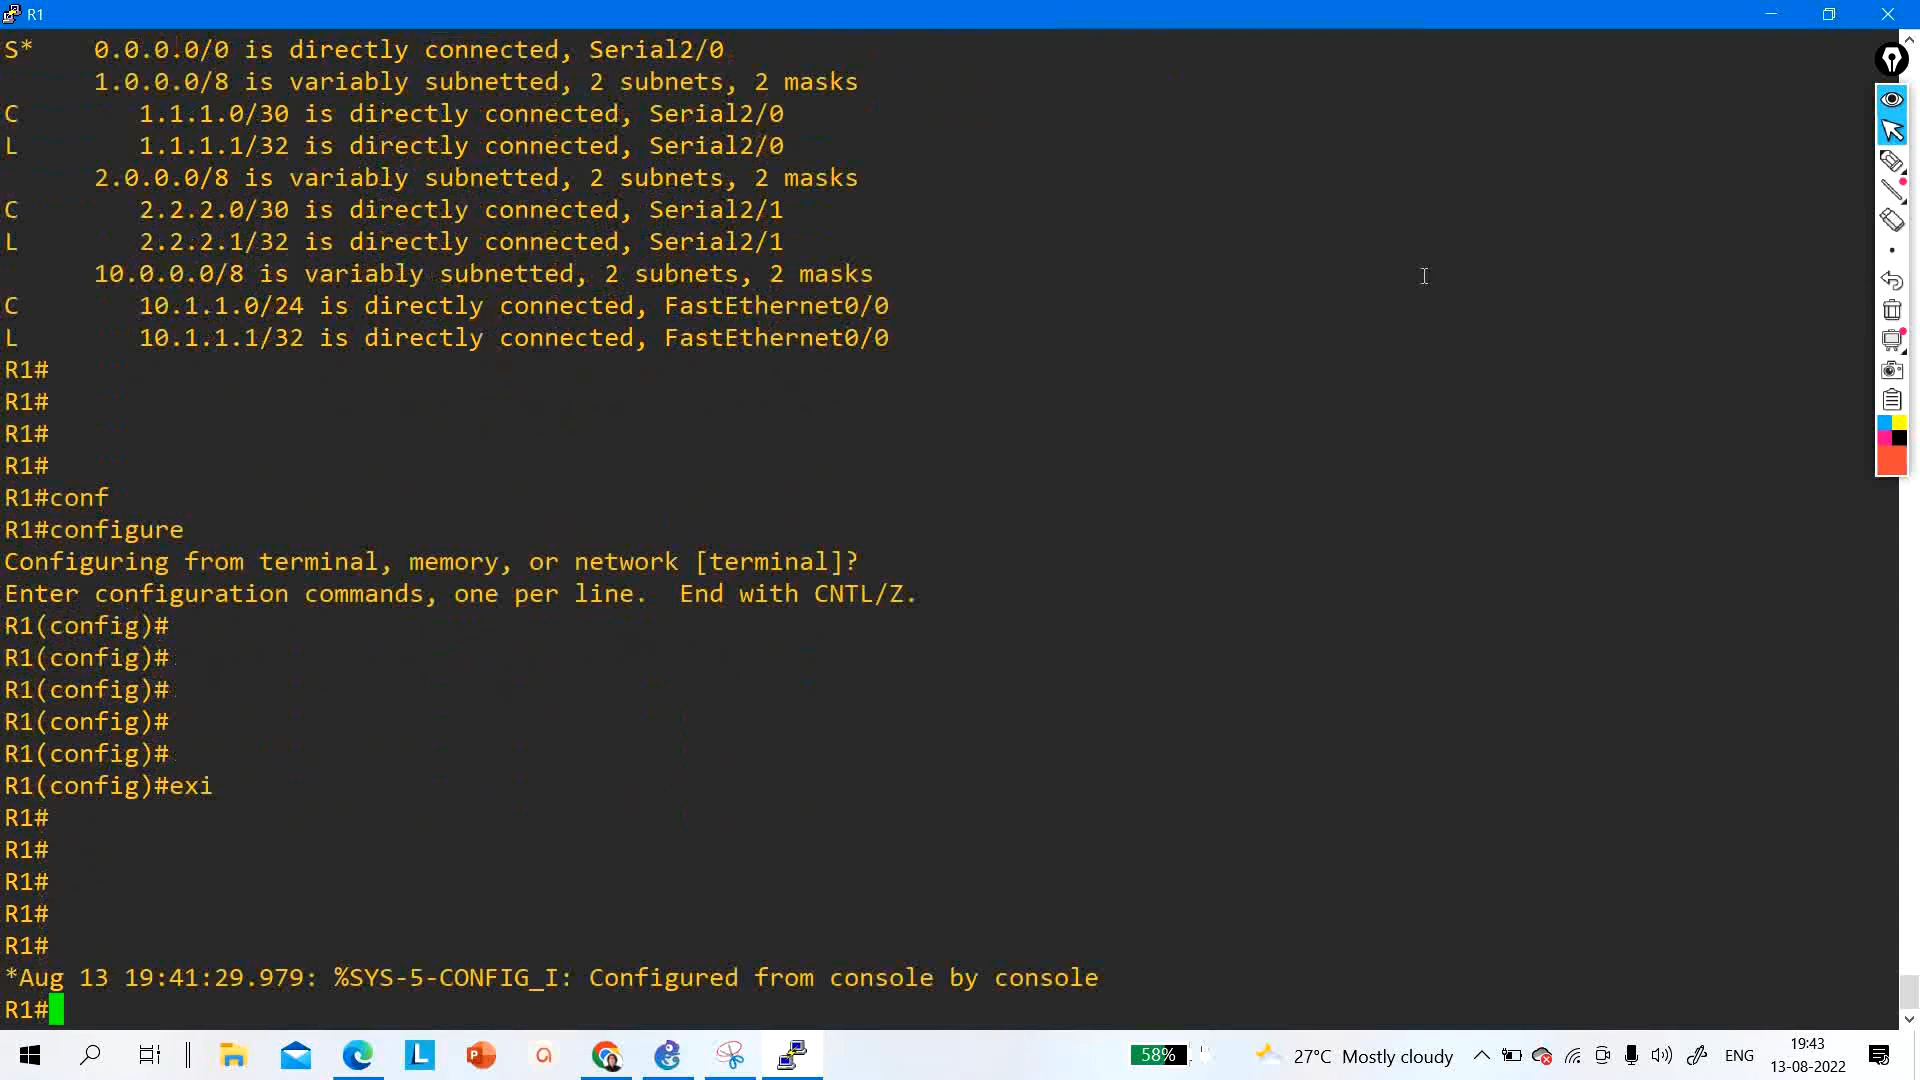 R1
S*    0.0.0.0/0 is directly connected, Serial2/0
      1.0.0.0/8 is variably subnetted, 2 subnets, 2 masks
C        1.1.1.0/30 is directly connected, Serial2/0
L        1.1.1.1/32 is directly connected, Serial2/0
      2.0.0.0/8 is variably subnetted, 2 subnets, 2 masks
C        2.2.2.0/30 is directly connected, Serial2/1
L        2.2.2.1/32 is directly connected, Serial2/1
      10.0.0.0/8 is variably subnetted, 2 subnets, 2 masks
C        10.1.1.0/24 is directly connected, FastEthernet0/0
L        10.1.1.1/32 is directly connected, FastEthernet0/0
R1#
R1#
R1#
R1#
R1#conf
R1#configure
Configuring from terminal, memory, or network [terminal]?
Enter configuration commands, one per line.  End with CNTL/Z.
R1(config)#
R1(config)#
R1(config)#
R1(config)#
R1(config)#
R1(config)#exi
R1#
R1#
R1#
R1#
R1#
*Aug 13 19:41:29.979: %SYS-5-CONFIG_I: Configured from console by console
R1#
L
58%
27°C Mostly cloudy
ENG
19:43
13-08-2022